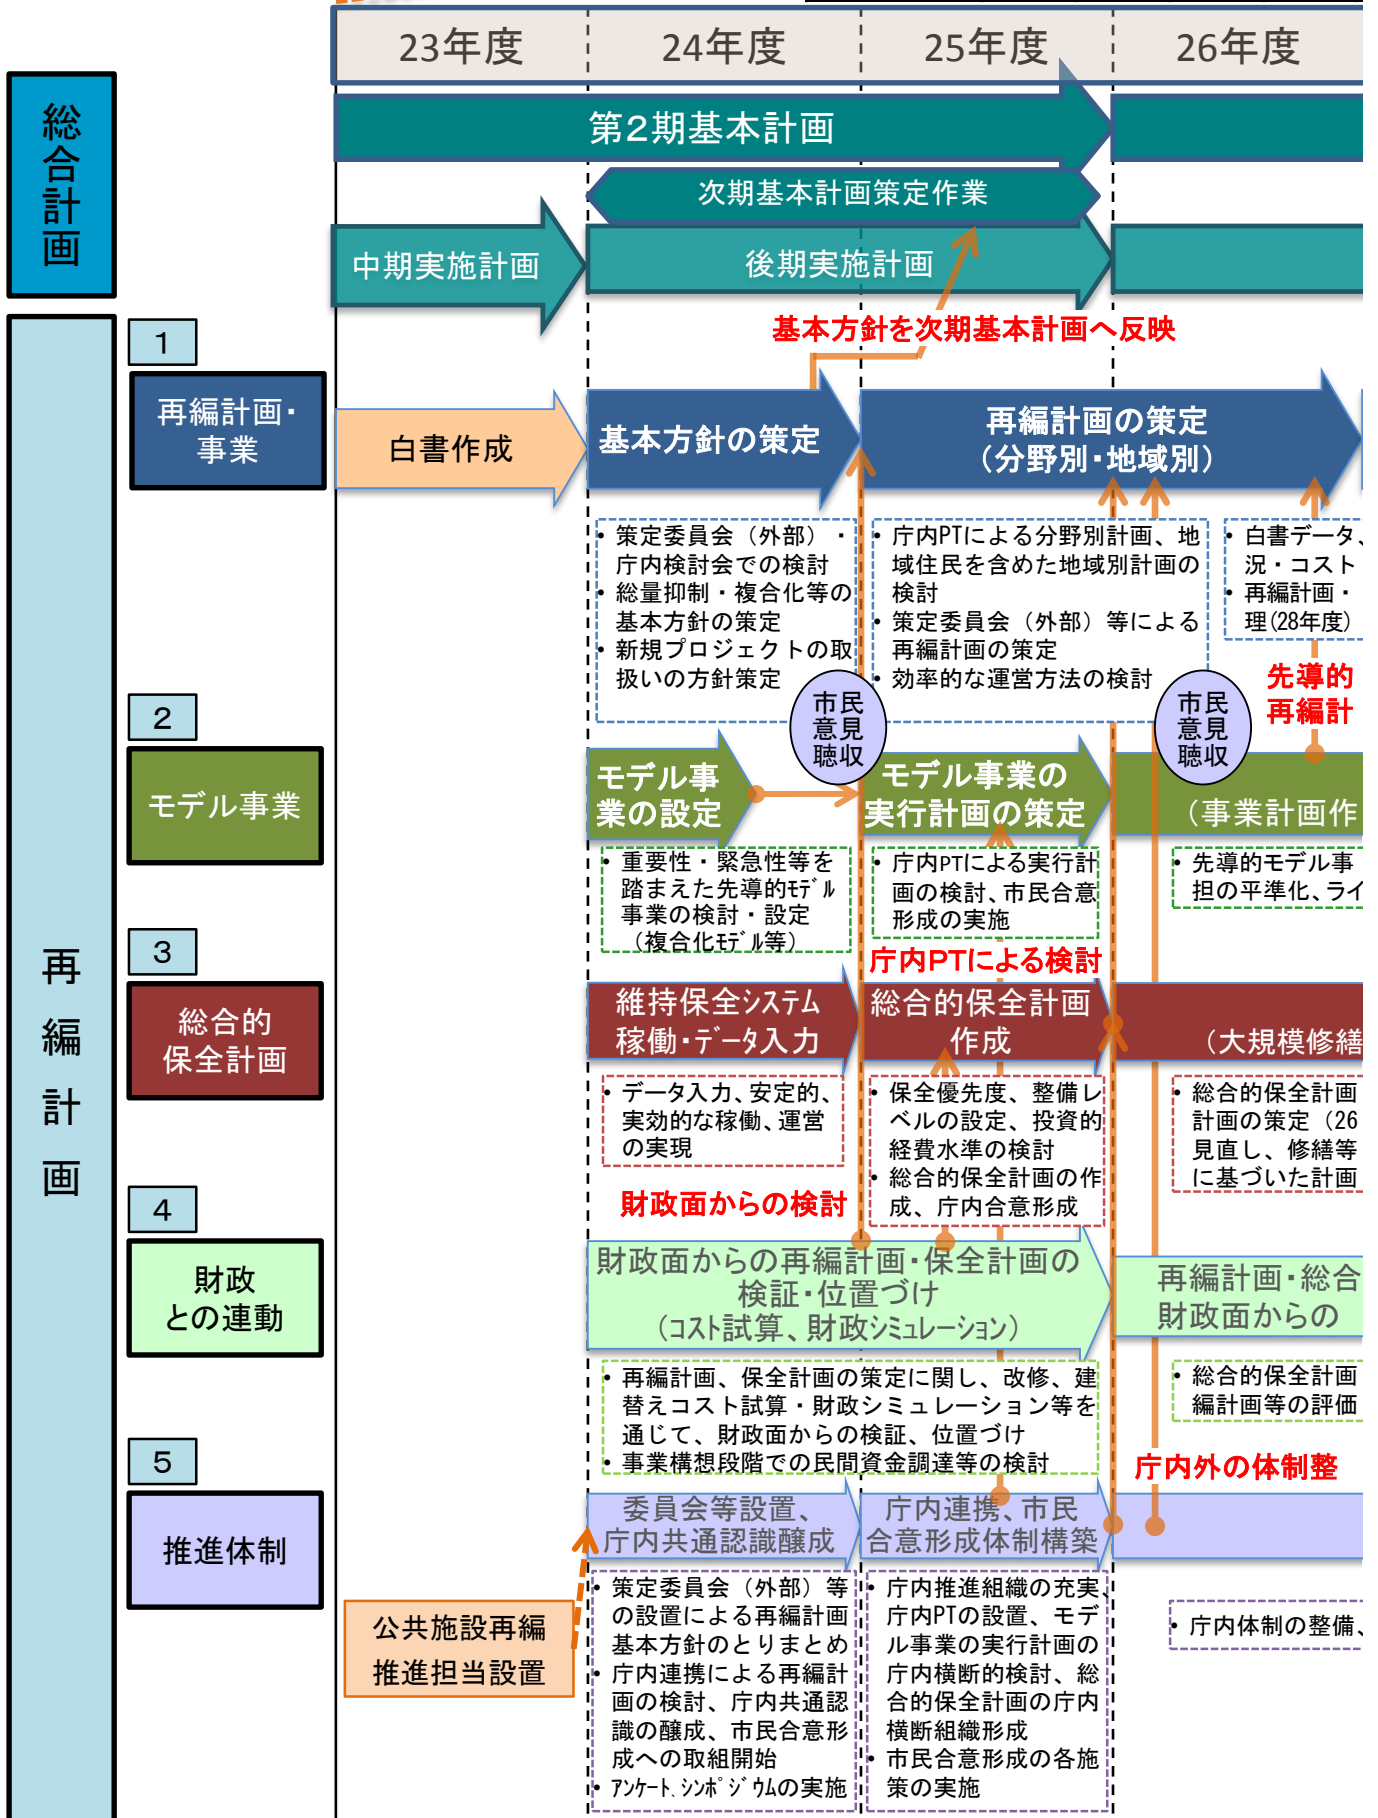 23年度
24年度
25年度
26年度
総合計画
第2期基本計画
次期基本計画策定作業
中期実施計画
後期実施計画
基本方針を次期基本計画へ反映
再編計画
1
再編計画・
事業
白書作成
基本方針の策定
再編計画の策定
（分野別・地域別）
• 策定委員会（外部）・
庁内検討会での検討
• 総量抑制・複合化等の
基本方針の策定
• 新規プロジェクトの取
扱いの方針策定
• 庁内PTによる分野別計画、地
域住民を含めた地域別計画の
検討
• 策定委員会（外部）等による
再編計画の策定
• 効率的な運営方法の検討
• 白書データ、
況・コスト
• 再編計画・
理(28年度)
市民
意見
聴収
市民
意見
聴収
先導的
再編計
2
モデル事業
モデル事
業の設定
モデル事業の
実行計画の策定
（事業計画作
• 重要性・緊急性等を
踏まえた先導的ﾓﾃﾞﾙ
事業の検討・設定
（複合化ﾓﾃﾞﾙ等）
• 庁内PTによる実行計
画の検討、市民合意
形成の実施
• 先導的モデル事
担の平準化、ライ
庁内PTによる検討
3
総合的
保全計画
維持保全ｼｽﾃﾑ
稼働・ﾃﾞｰﾀ入力
総合的保全計画
作成
（大規模修繕
• データ入力、安定的、
実効的な稼働、運営
の実現
• 保全優先度、整備レ
ベルの設定、投資的
経費水準の検討
• 総合的保全計画の作
成、庁内合意形成
• 総合的保全計画
計画の策定（26
見直し、修繕等
に基づいた計画
財政面からの検討
4
財政
との連動
財政面からの再編計画・保全計画の
検証・位置づけ
（ｺｽﾄ試算、財政ｼﾐｭﾚｰｼｮﾝ）
再編計画・総合
財政面からの
• 再編計画、保全計画の策定に関し、改修、建
替えコスト試算・財政シミュレーション等を
通じて、財政面からの検証、位置づけ
• 事業構想段階での民間資金調達等の検討
• 総合的保全計画
編計画等の評価
庁内外の体制整
5
推進体制
委員会等設置、
庁内共通認識醸成
庁内連携、市民
合意形成体制構築
公共施設再編
推進担当設置
• 策定委員会（外部）等
の設置による再編計画
基本方針のとりまとめ
• 庁内連携による再編計
画の検討、庁内共通認
識の醸成、市民合意形
成への取組開始
• ｱﾝｹｰﾄ、ｼﾝﾎﾟｼﾞｳﾑの実施
• 庁内推進組織の充実、
庁内PTの設置、モデ
ル事業の実行計画の
庁内横断的検討、総
合的保全計画の庁内
横断組織形成
• 市民合意形成の各施
策の実施
• 庁内体制の整備、